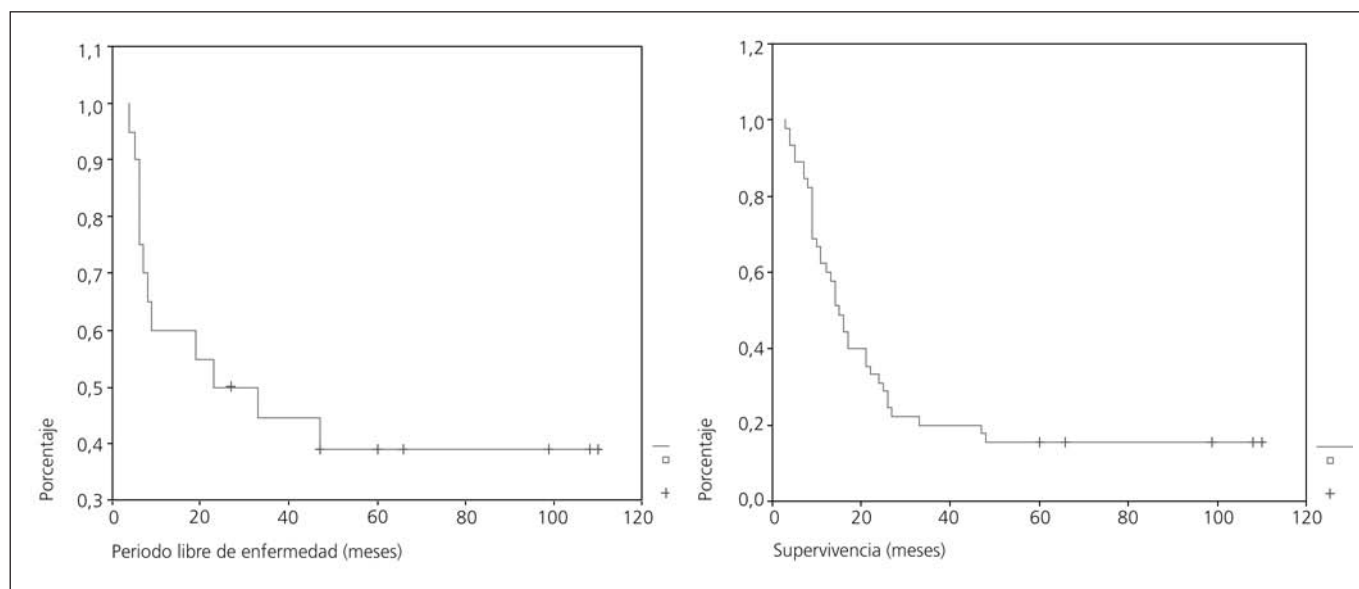 1,1
1,0
0,9
0,8
0,7
0,6
0,5
0,4
0,3
Porcentaje
0 20 40 60 80 100 120
Periodo libre de enfermedad (meses)
1,2
1,0
0,8
0,6
0,4
0,2
0,0
Porcentaje
0 20 40 60 80 100 120
Supervivencia (meses)